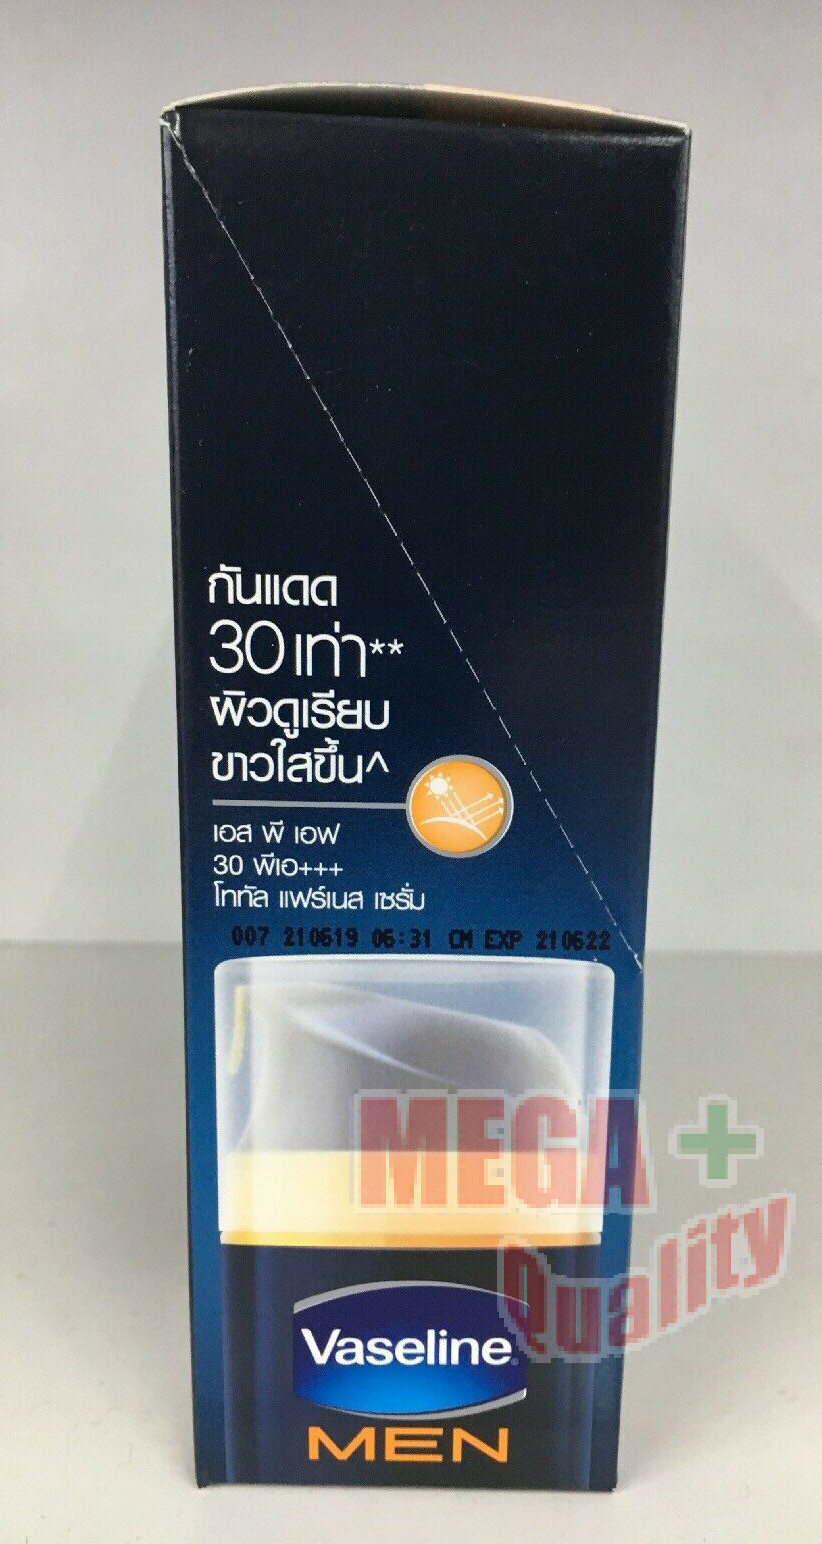 กันแดด
30 เท่า**
ผิวดูเรียบ
ขาวใสขึ้น^
เอส พี เอฟ
30 พีเอ+++
โททัล แฟร์เนส เซรั่ม
007 210619 06:31 CM EXP 210622
MEGA+
Quality
Vaseline
MEN